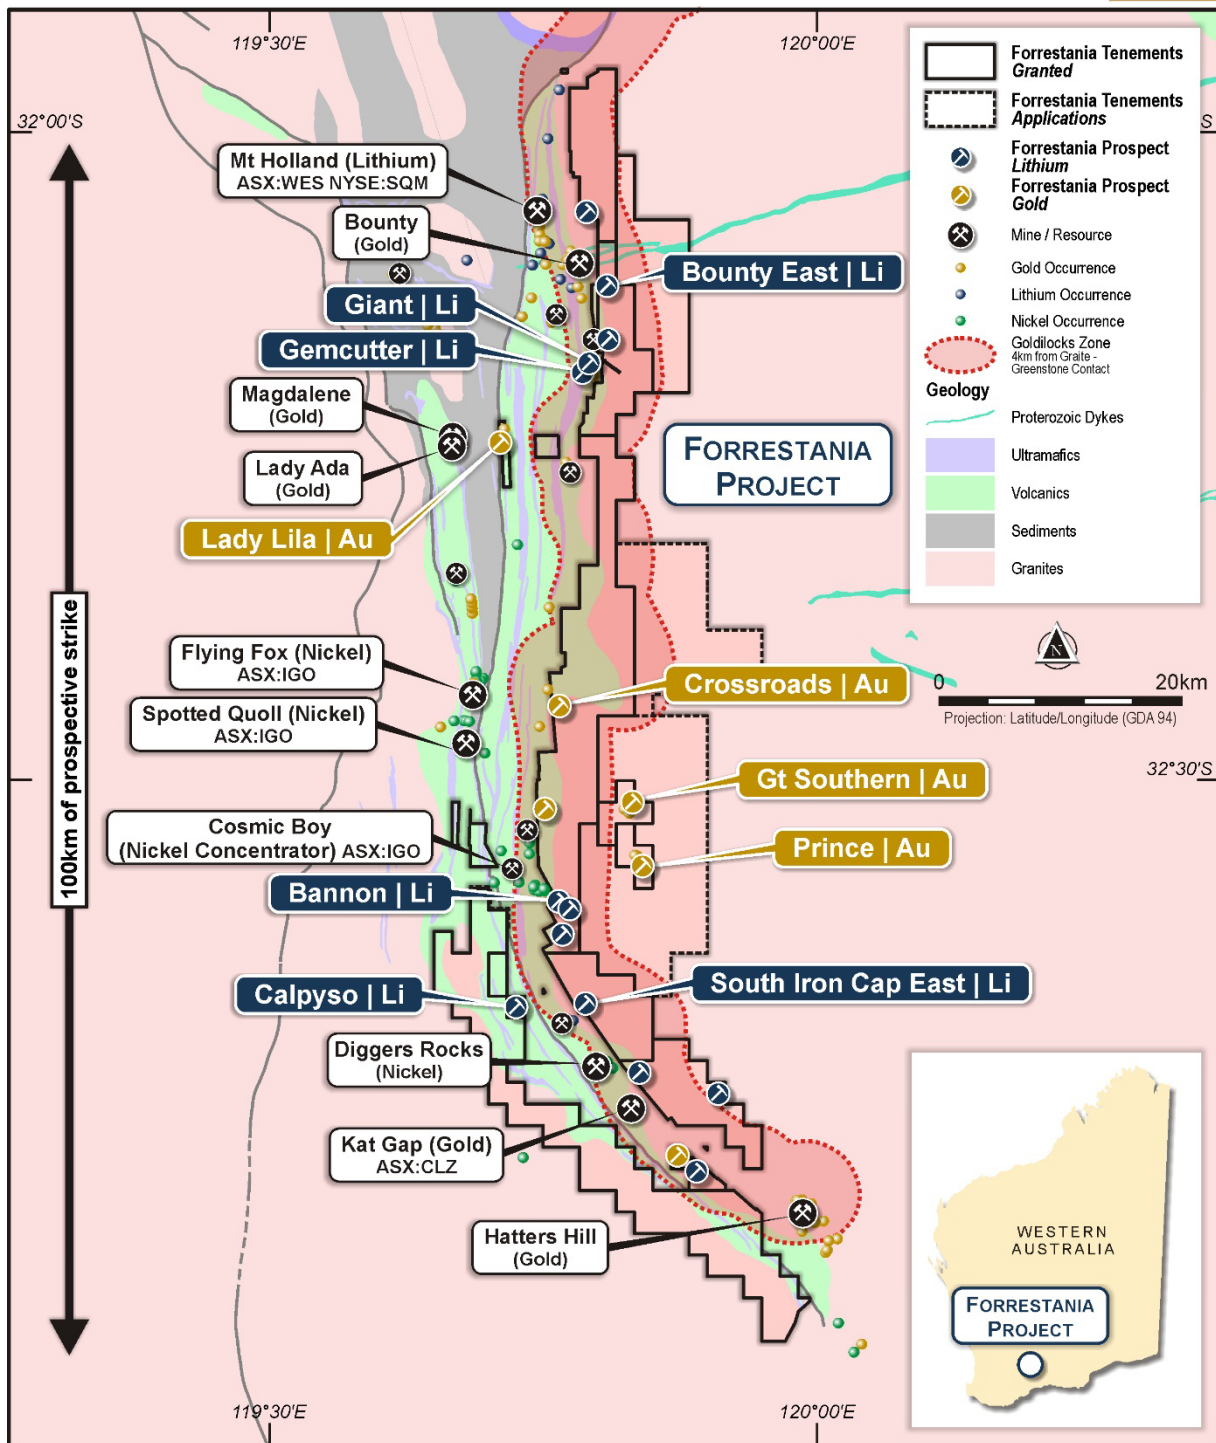 119°30'E
120°00'E
32°00'S
S
Mt Holland (Lithium)
ASX:WES NYSE:SQM
Bounty
(Gold)
Giant | Li
Gemcutter | Li
Bounty East | Li
Magdalene
(Gold)
Lady Ada
(Gold)
Lady Lila | Au
FORRESTANIA
PROJECT
Flying Fox (Nickel)
ASX:IGO
Spotted Quoll (Nickel)
ASX:IGO
Crossroads | Au
Gt Southern | Au
Prince | Au
Cosmic Boy
(Nickel Concentrator) ASX:IGO
Bannon | Li
Calpyso | Li
South Iron Cap East | Li
Diggers Rocks
(Nickel)
Kat Gap (Gold)
ASX:CLZ
Hatters Hill
(Gold)
100km of prospective strike
Forrestania Tenements
Granted
Forrestania Tenements
Applications
Forrestania Prospect
Lithium
Forrestania Prospect
Gold
Mine / Resource
Gold Occurrence
Lithium Occurrence
Nickel Occurrence
Goldilocks Zone
4km from Graite -
Greenstone Contact
Geology
Proterozoic Dykes
Ultramafics
Volcanics
Sediments
Granites
N
0 20km
Projection: Latitude/Longitude (GDA 94)
32°30'S
WESTERN
AUSTRALIA
FORRESTANIA
PROJECT
119°30'E
120°00'E